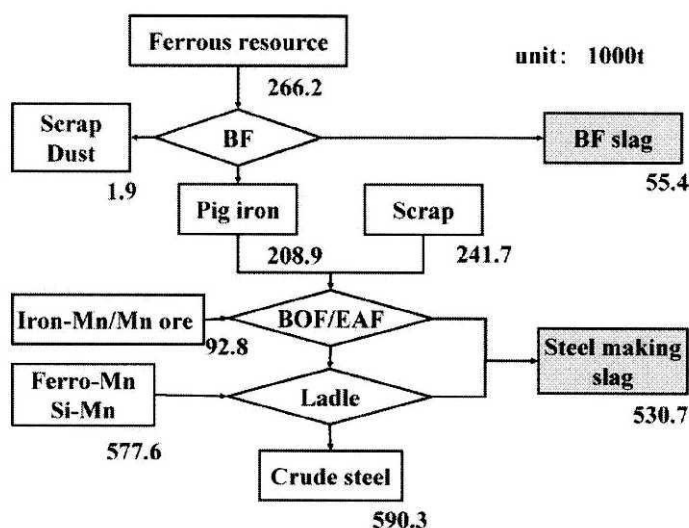 Ferrous resource
unit: 1000t
266.2
Scrap
Dust
BF
BF slag
1.9
55.4
Pig iron
Scrap
208.9
241.7
Iron-Mn/Mn ore
BOF/EAF
92.8
Steel making
slag
Ferro-Mn
Si-Mn
Ladle
530.7
577.6
Crude steel
590.3